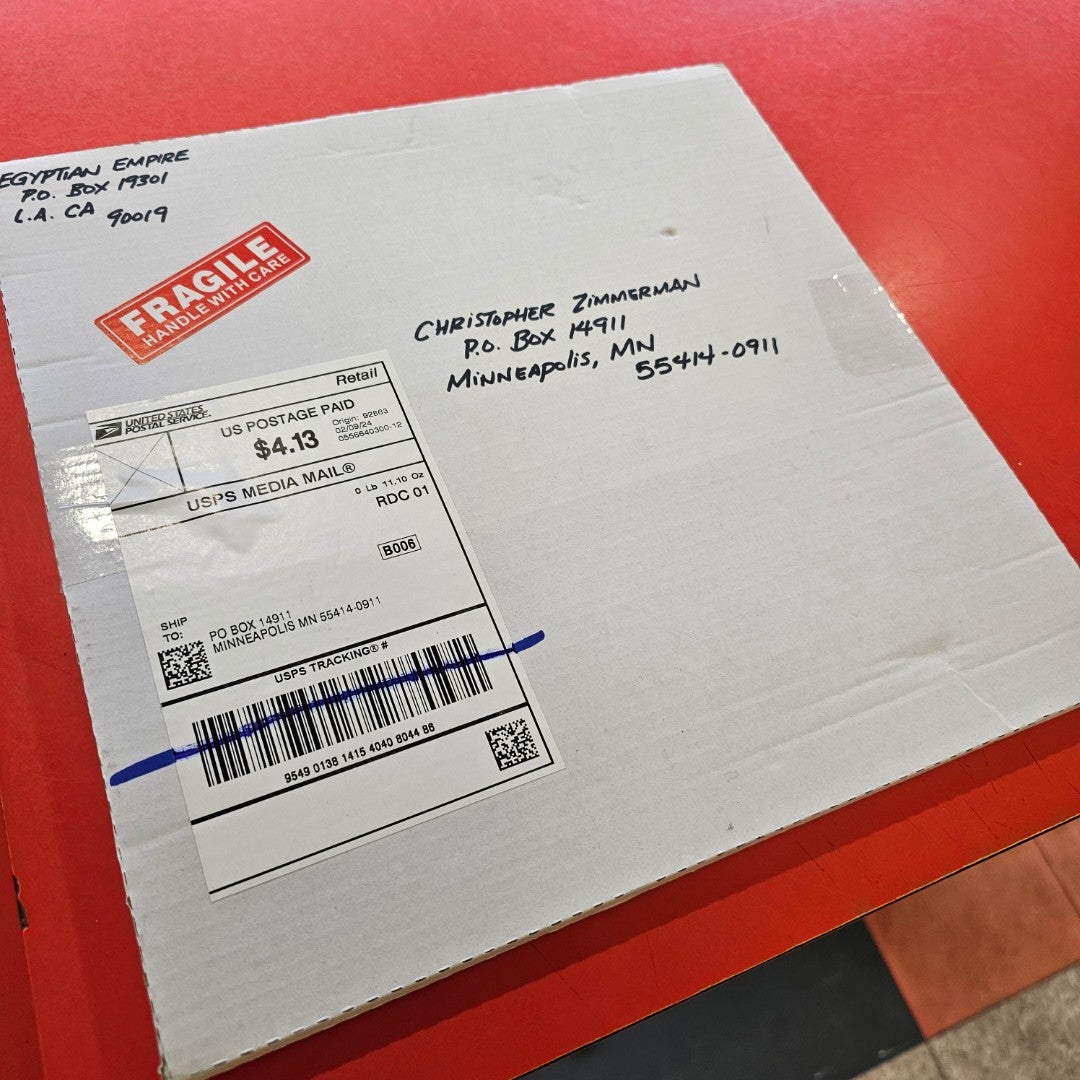 EGYPTIAN EMPIRE
P.O. BOX 19301
L.A. CA 90019
FRAGILE
HANDLE WITH CARE
CHRISTOPHER ZIMMERMAN
P.O. BOX 14911
MINNEAPOLIS, MN
55414-0911
Retail
UNITED STATES
POSTAL SERVICE®
US POSTAGE PAID
$4.13
Origin: 92863
02/09/24
0556640300-12
USPS MEDIA MAIL®
0 Lb 11.10 Oz
RDC 01
B006
SHIP
TO:
PO BOX 14911
MINNEAPOLIS MN 55414-0911
USPS TRACKING® #
9549 0138 1415 4040 8044 86